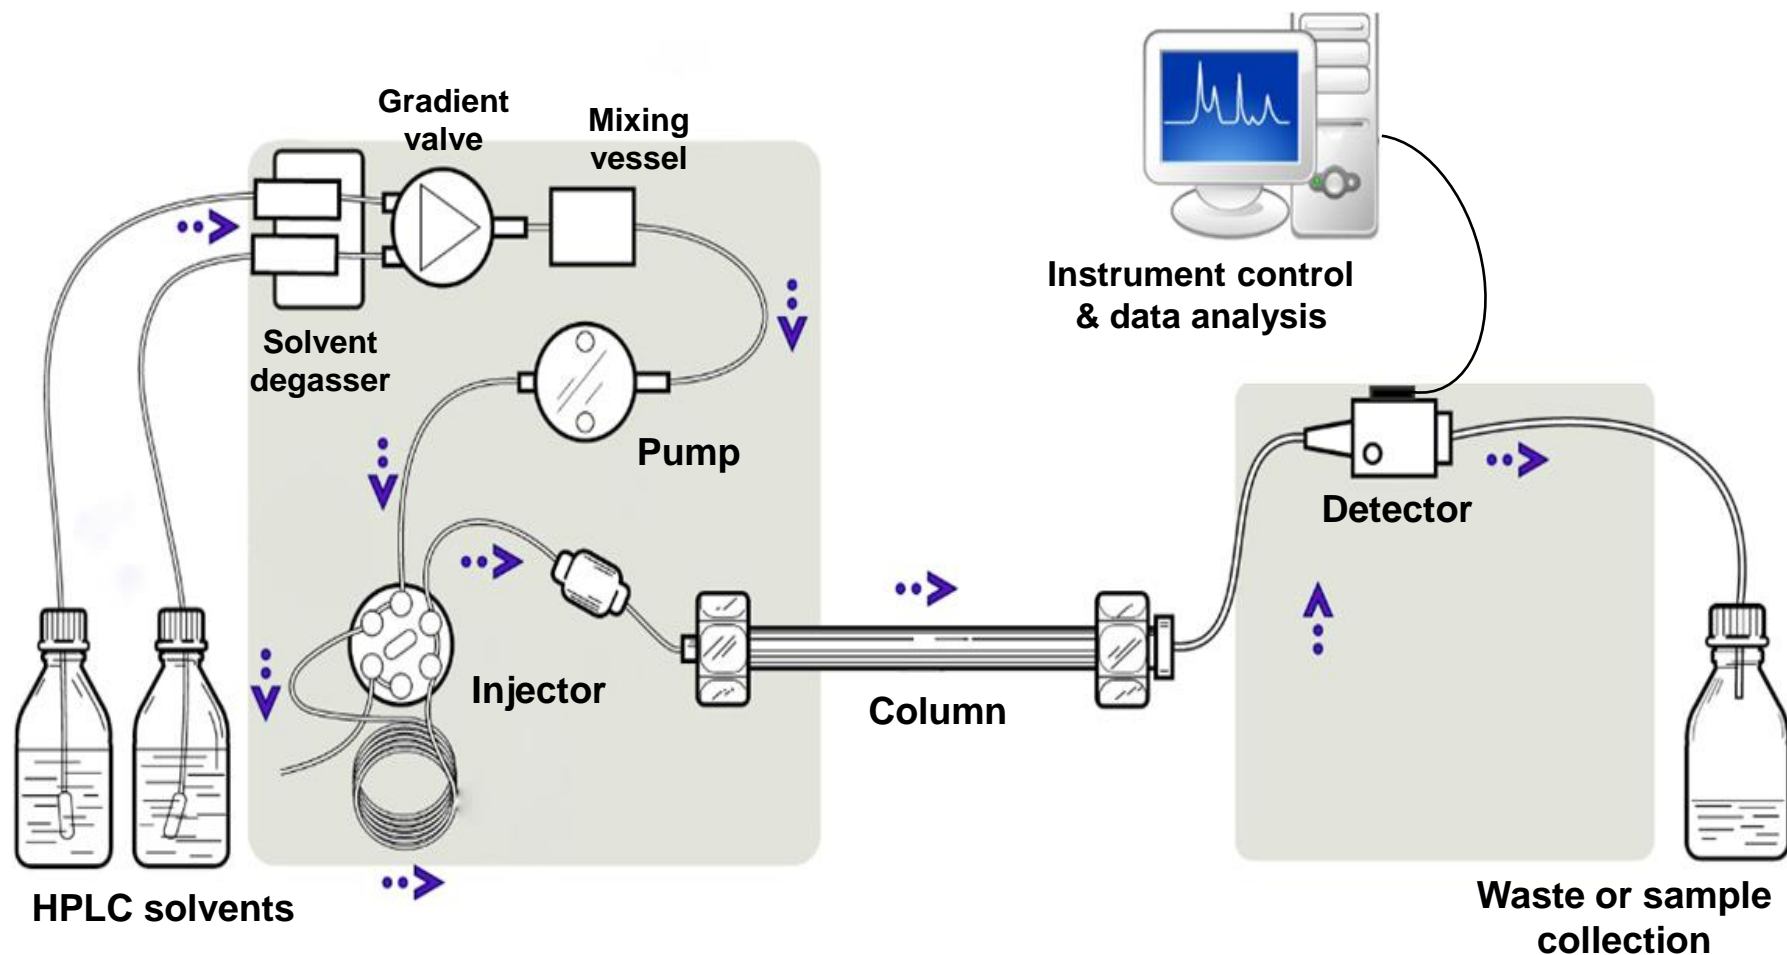 Gradient
valve
Mixing
vessel
Solvent
degasser
Pump
Injector
Column
Instrument control
& data analysis
Detector
HPLC solvents
Waste or sample
collection